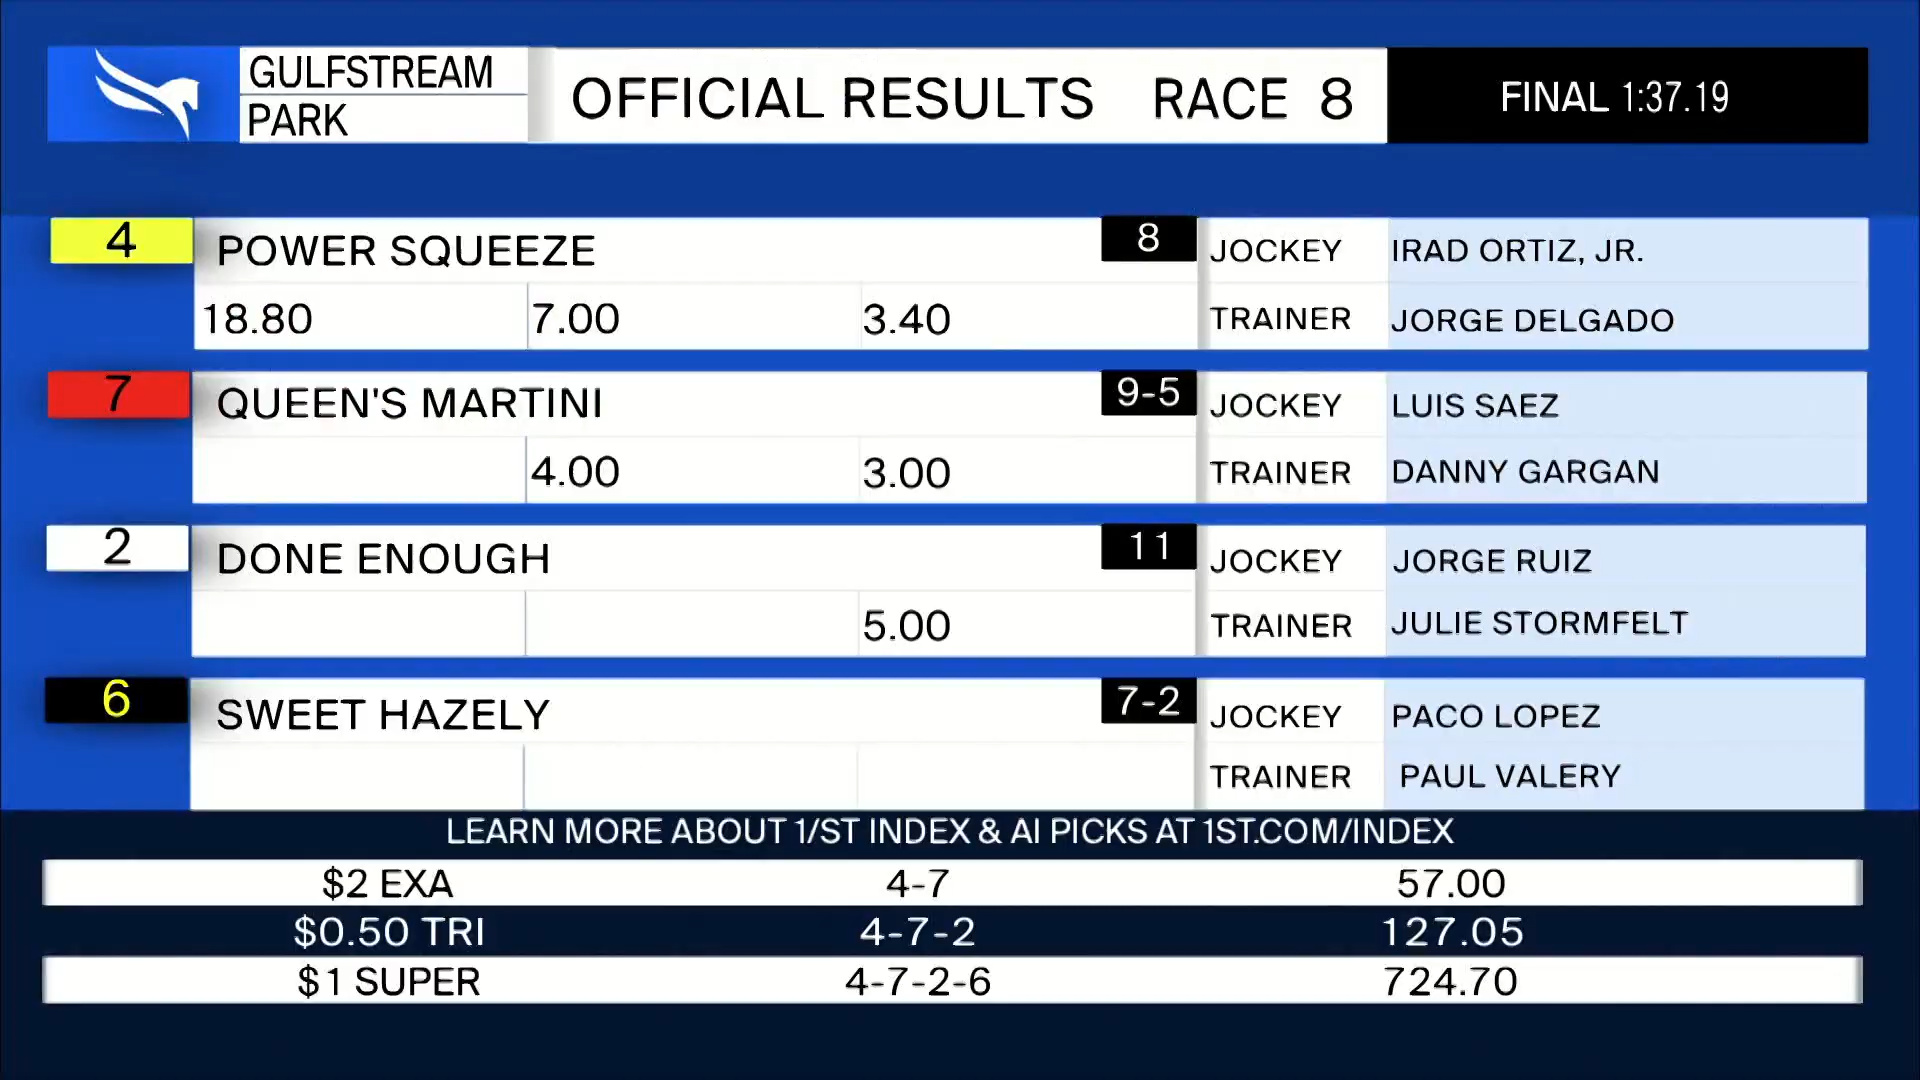 GULFSTREAM
PARK
OFFICIAL RESULTS RACE 8
FINAL 1:37.19
4 POWER SQUEEZE 8 JOCKEY IRAD ORTIZ, JR.
18.80 7.00 3.40 TRAINER JORGE DELGADO
7 QUEEN'S MARTINI 9-5 JOCKEY LUIS SAEZ
4.00 3.00 TRAINER DANNY GARGAN
2 DONE ENOUGH 11 JOCKEY JORGE RUIZ
5.00 TRAINER JULIE STORMFELT
6 SWEET HAZELY 7-2 JOCKEY PACO LOPEZ
TRAINER PAUL VALERY
LEARN MORE ABOUT 1/ST INDEX & AI PICKS AT 1ST.COM/INDEX
$2 EXA 4-7 57.00
$0.50 TRI 4-7-2 127.05
$1 SUPER 4-7-2-6 724.70